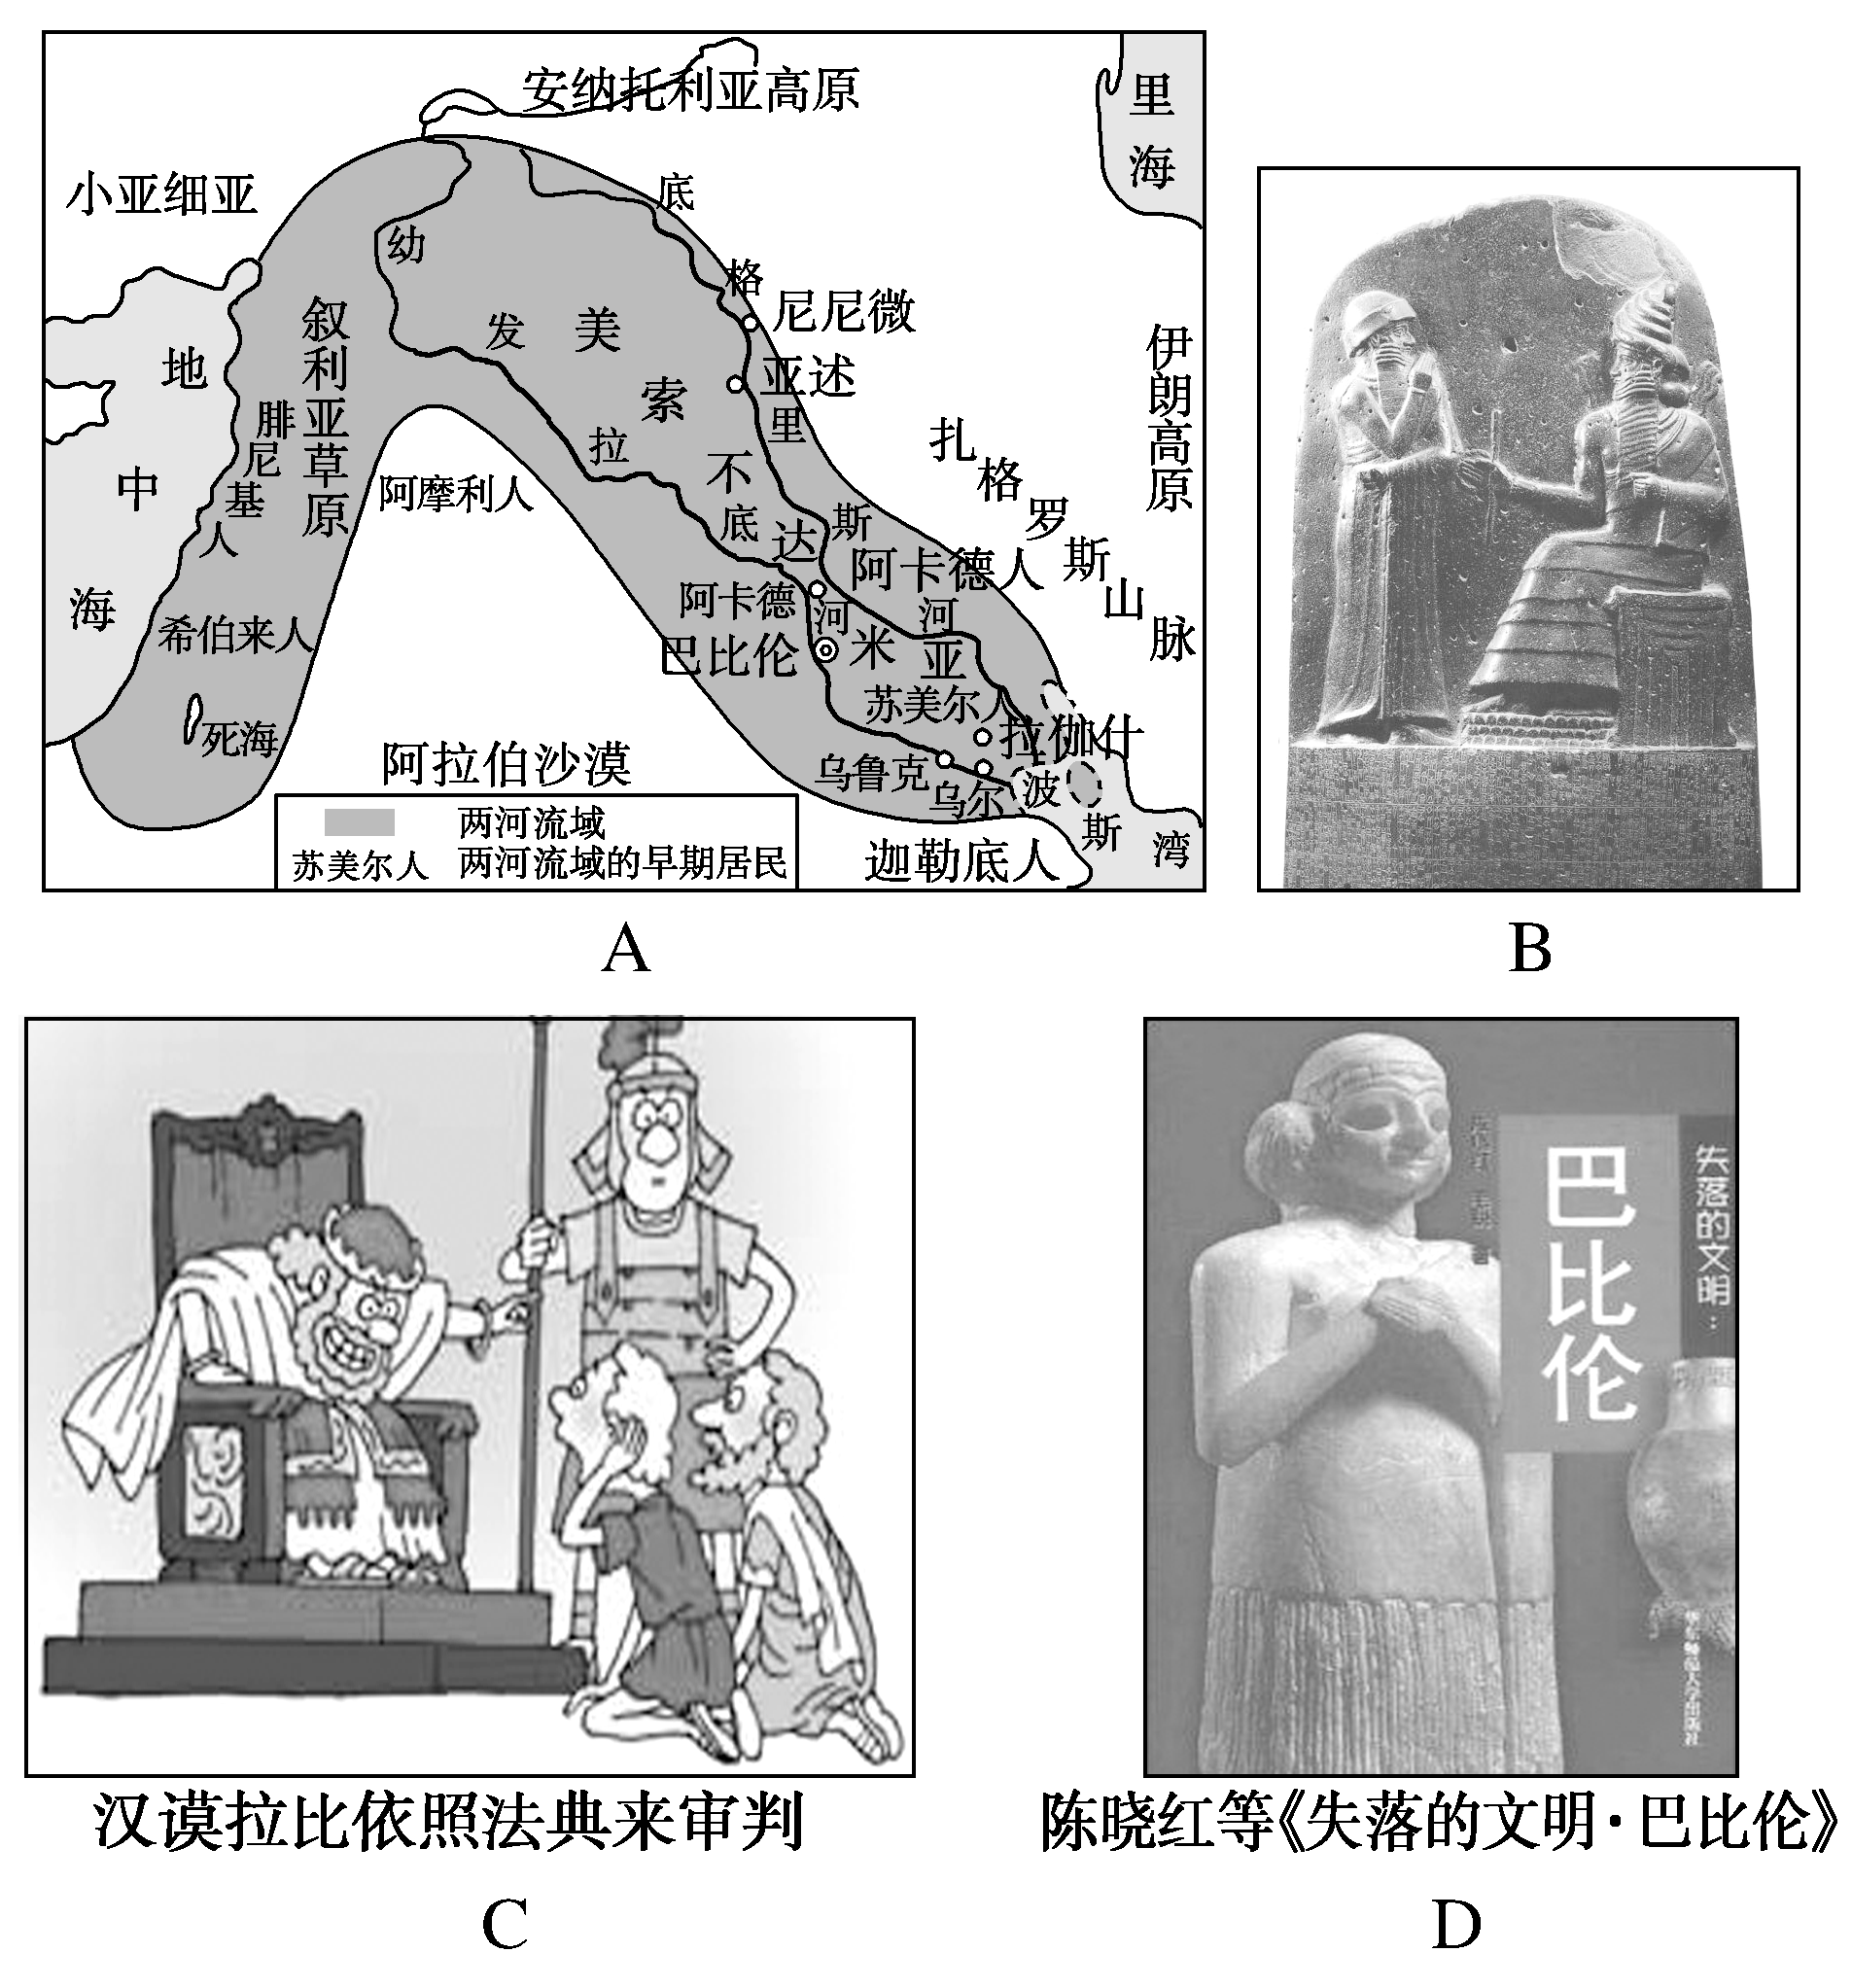 安纳托利亚高原
里海
小亚细亚
底格里斯河
幼发拉底河
尼尼微
亚述
美索不达米亚
叙利亚草原
伊朗高原
地中海
腓尼基人
阿摩利人
扎格罗斯山脉
阿卡德人
阿卡德
巴比伦
希伯来人
苏美尔人
死海
拉伽什
阿拉伯沙漠
乌鲁克
乌尔
波斯湾
两河流域
苏美尔人 两河流域的早期居民
迦勒底人
A
B
失落的文明：
巴比伦
汉谟拉比依照法典来审判
陈晓红等《失落的文明·巴比伦》
C
D